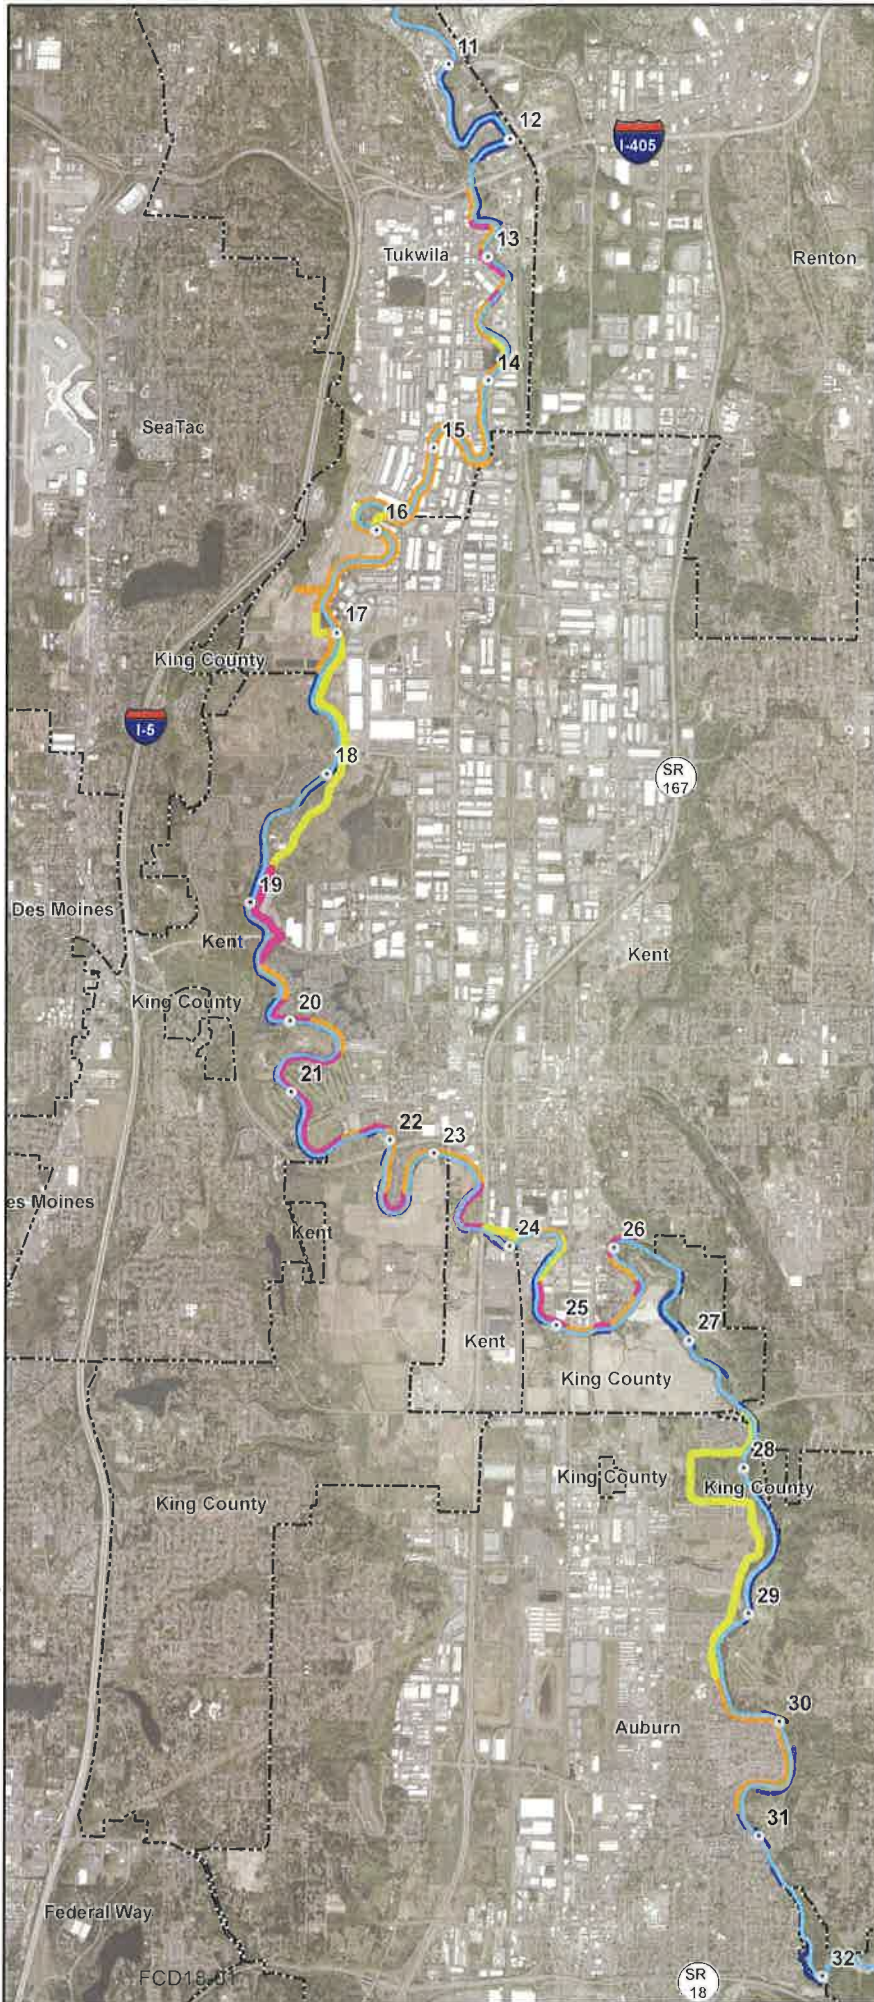 11
12
I-405
13
Tukwila
Renton
14
SeaTac
15
16
17
King County
I-5
18
SR
167
19
Des Moines
Kent
Kent
King County
20
21
22
23
es Moines
Kent
24
26
25
27
Kent
King County
28
King County
King County
King County
29
30
Auburn
31
Federal Way
32
SR
18